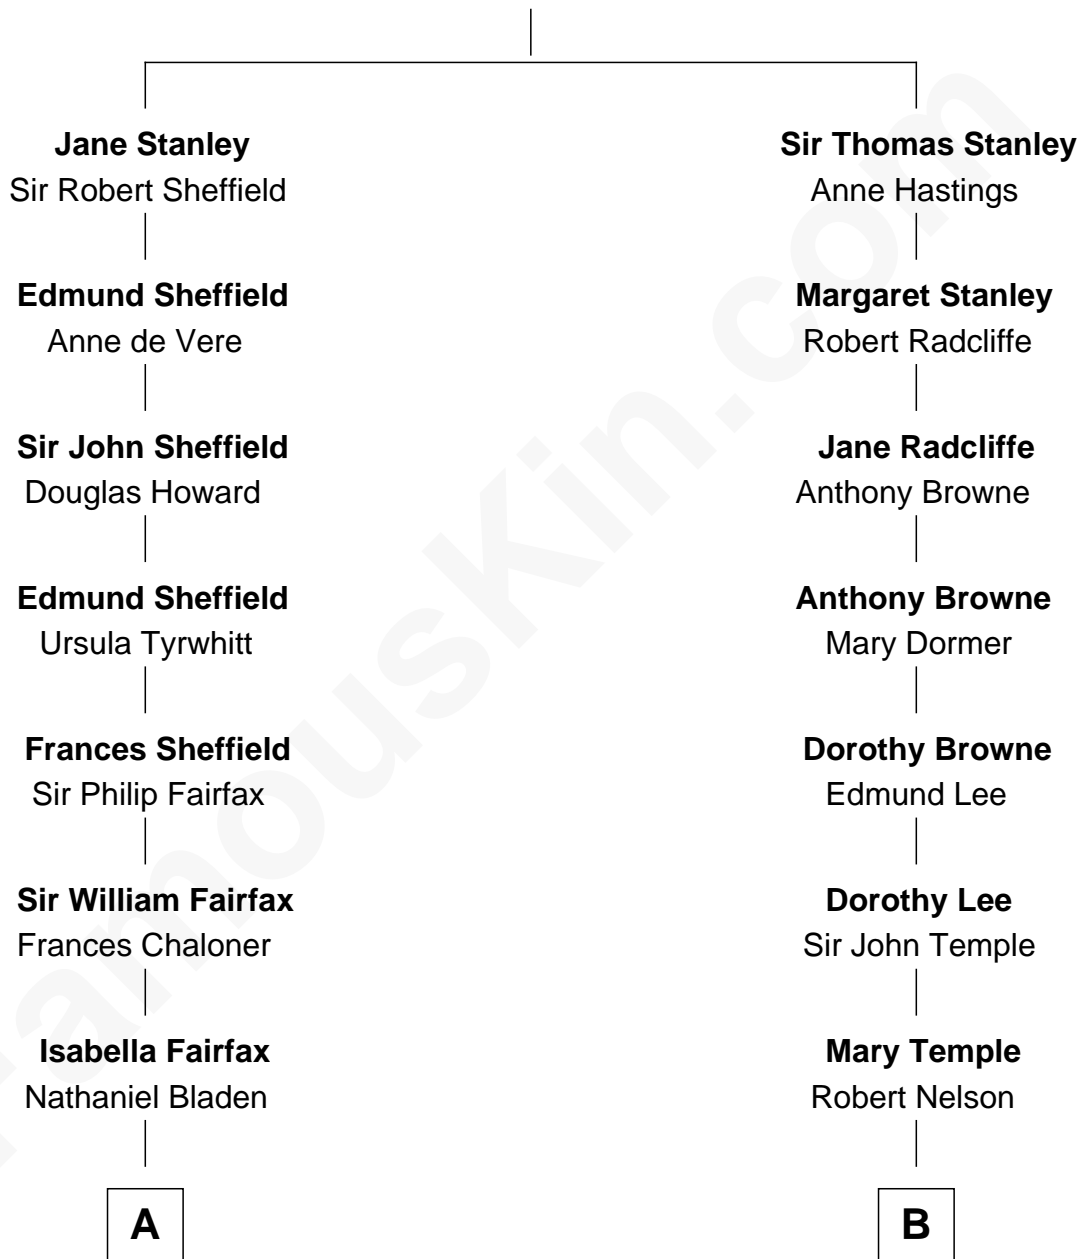 Jane Stanley
Sir Robert Sheffield
Edmund Sheffield
Anne de Vere
Sir John Sheffield
Douglas Howard
Edmund Sheffield
Ursula Tyrwhitt
Frances Sheffield
Sir Philip Fairfax
Sir William Fairfax
Frances Chaloner
Isabella Fairfax
Nathaniel Bladen
A
Sir Thomas Stanley
Anne Hastings
Margaret Stanley
Robert Radcliffe
Jane Radcliffe
Anthony Browne
Anthony Browne
Mary Dormer
Dorothy Browne
Edmund Lee
Dorothy Lee
Sir John Temple
Mary Temple
Robert Nelson
B
FamousKin.com